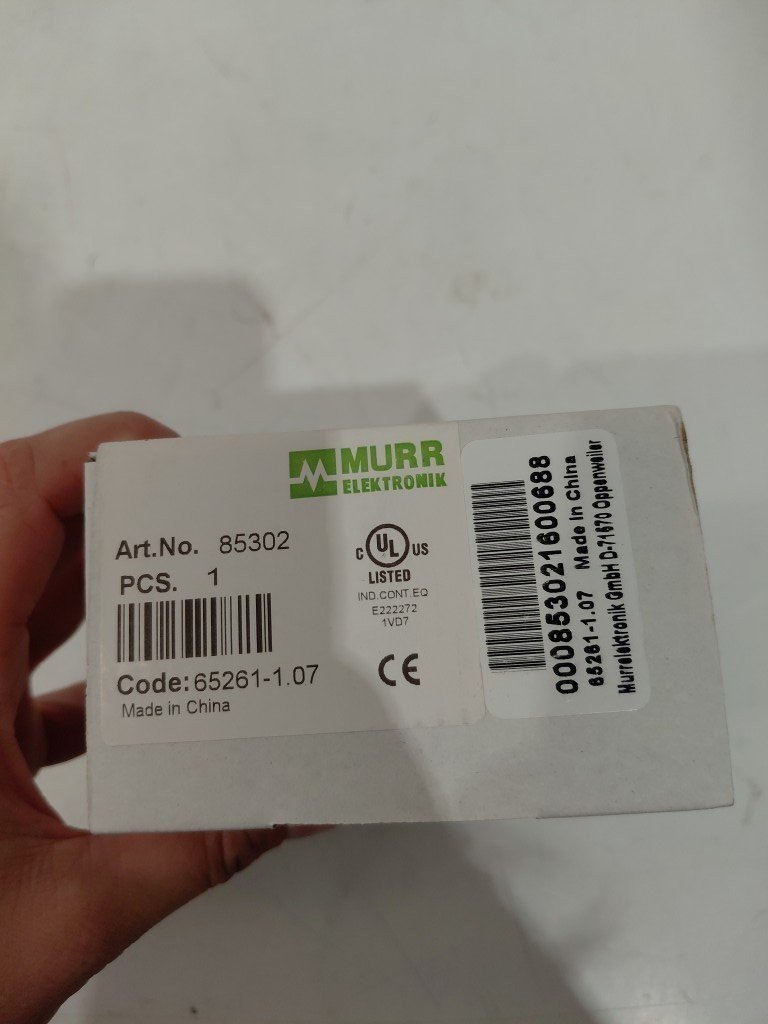 MURR
ELEKTRONIK
Art.No. 85302
PCS. 1
Code: 65261-1.07
Made in China
C UL US
LISTED
IND.CONT.EQ
E222272
1VD7
CE
000853021600688
65261-1.07 Made in China
Murrelektronik GmbH D-71570 Oppenweiler